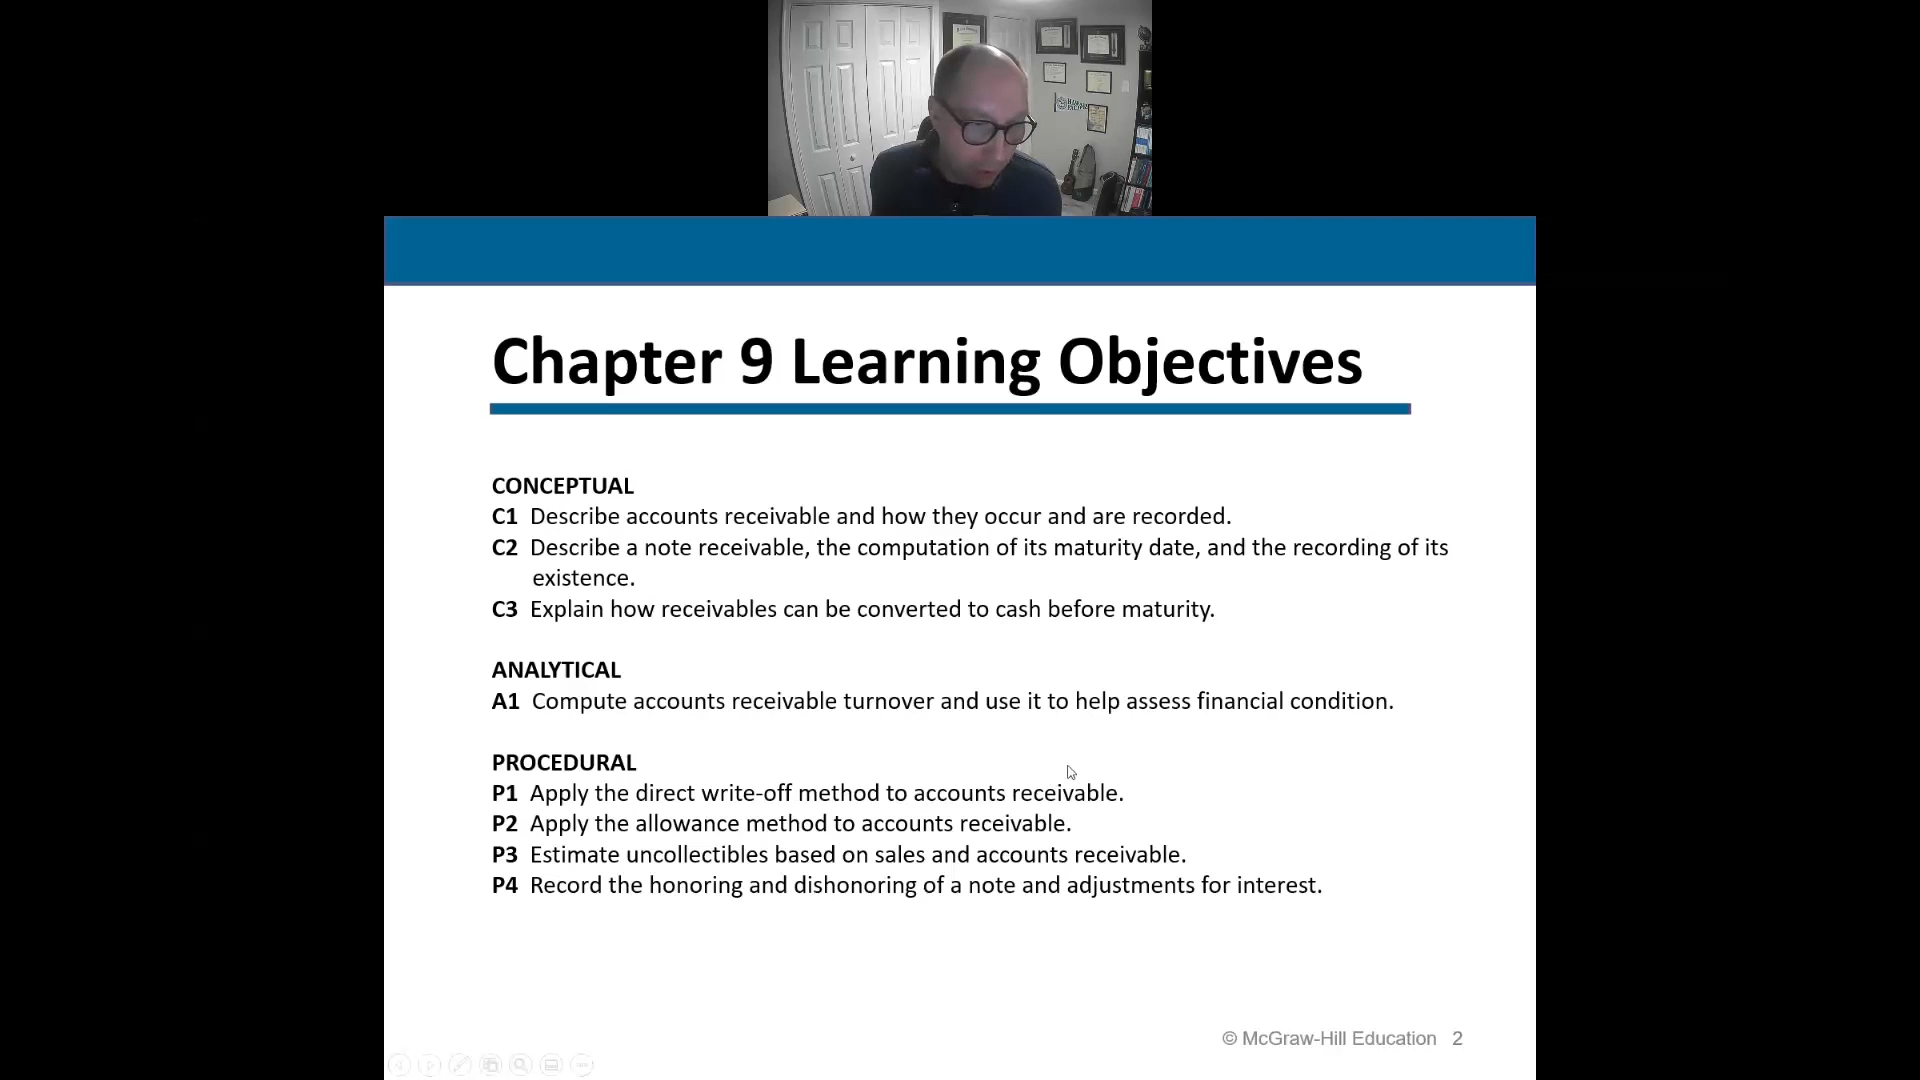 Chapter 9 Learning Objectives
CONCEPTUAL
C1 Describe accounts receivable and how they occur and are recorded.
C2 Describe a note receivable, the computation of its maturity date, and the recording of its
existence.
C3 Explain how receivables can be converted to cash before maturity.
ANALYTICAL
A1 Compute accounts receivable turnover and use it to help assess financial condition.
PROCEDURAL
P1 Apply the direct write-off method to accounts receivable.
P2 Apply the allowance method to accounts receivable.
P3 Estimate uncollectibles based on sales and accounts receivable.
P4 Record the honoring and dishonoring of a note and adjustments for interest.
© McGraw-Hill Education 2